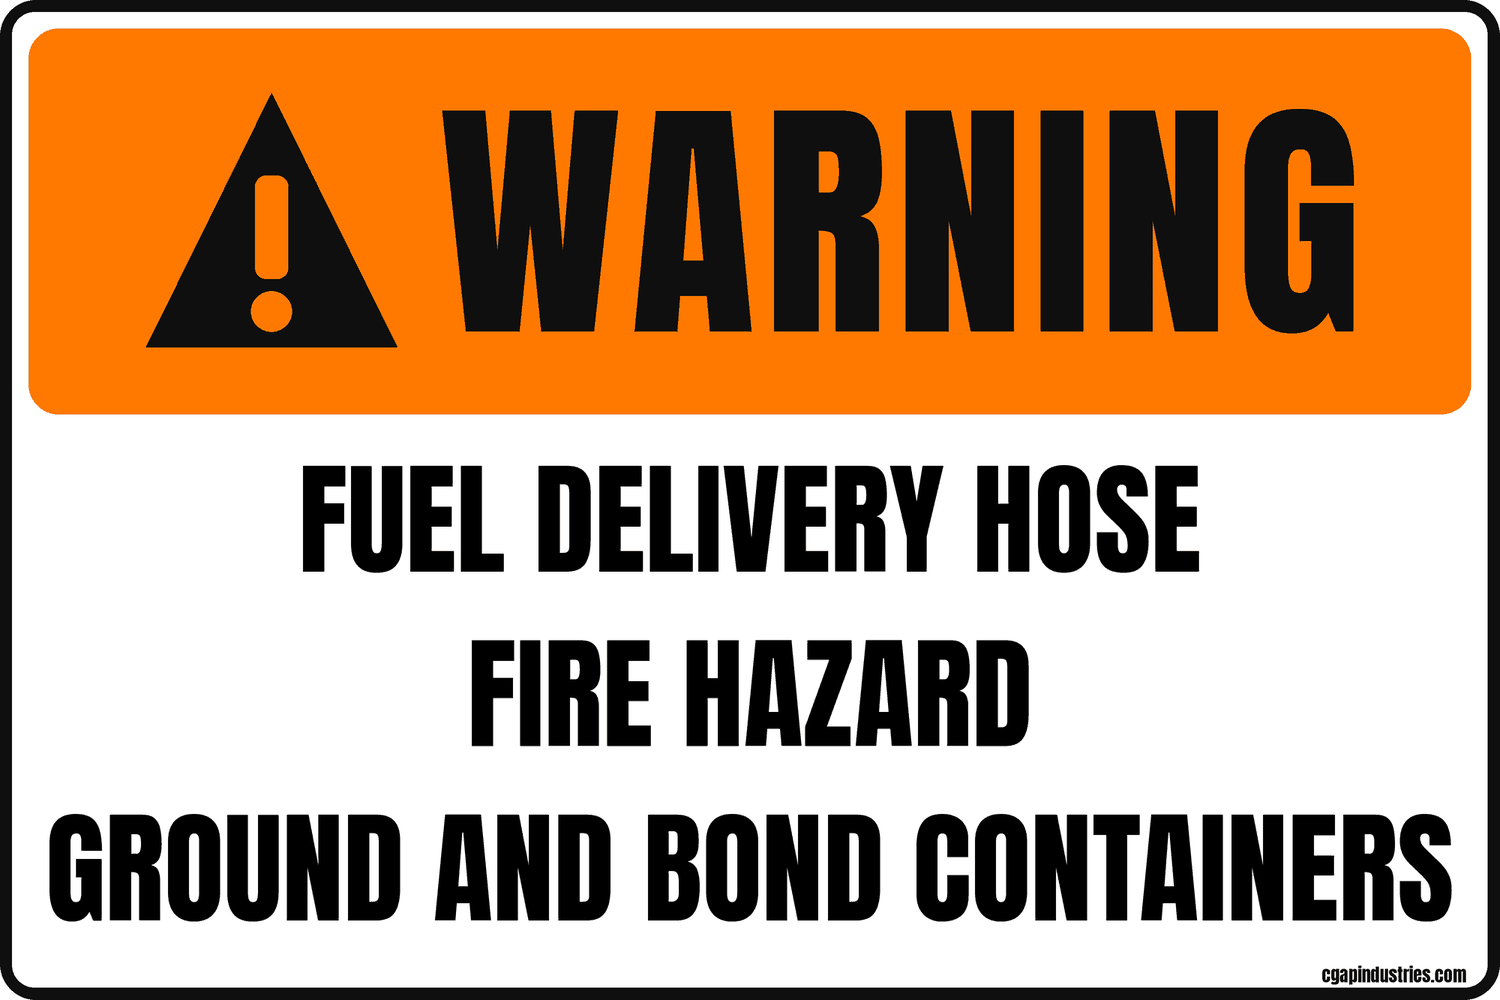 WARNING
FUEL DELIVERY HOSE
FIRE HAZARD
GROUND AND BOND CONTAINERS
cgapindustries.com